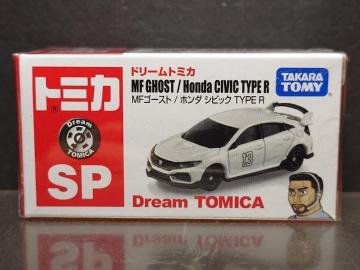 トミカ
Dream
TOMICA
SP
ドリームトミカ
MF GHOST / Honda CIVIC TYPE R
MFゴースト / ホンダ シビック TYPE R
TAKARA
TOMY
13
Dream TOMICA